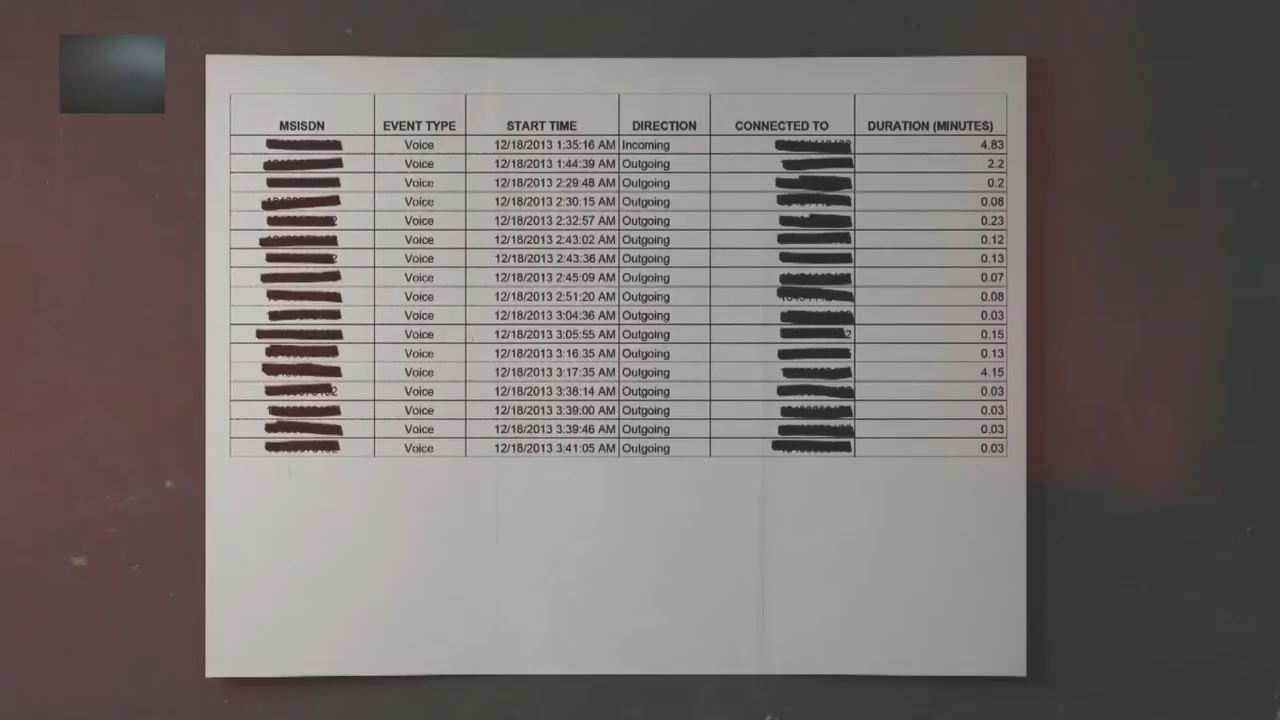 MSISDN EVENT TYPE START TIME DIRECTION CONNECTED TO DURATION (MINUTES)
Voice 12/18/2013 1:35:16 AM Incoming 4.83
Voice 12/18/2013 1:44:39 AM Outgoing 2.2
Voice 12/18/2013 2:29:48 AM Outgoing 0.2
Voice 12/18/2013 2:30:15 AM Outgoing 0.08
Voice 12/18/2013 2:32:57 AM Outgoing 0.23
Voice 12/18/2013 2:43:02 AM Outgoing 0.12
Voice 12/18/2013 2:43:36 AM Outgoing 0.13
Voice 12/18/2013 2:45:09 AM Outgoing 0.07
Voice 12/18/2013 2:51:20 AM Outgoing 0.08
Voice 12/18/2013 3:04:36 AM Outgoing 0.03
Voice 12/18/2013 3:05:55 AM Outgoing 0.15
Voice 12/18/2013 3:16:35 AM Outgoing 0.13
Voice 12/18/2013 3:17:35 AM Outgoing 4.15
Voice 12/18/2013 3:38:14 AM Outgoing 0.03
Voice 12/18/2013 3:39:00 AM Outgoing 0.03
Voice 12/18/2013 3:39:46 AM Outgoing 0.03
Voice 12/18/2013 3:41:05 AM Outgoing 0.03